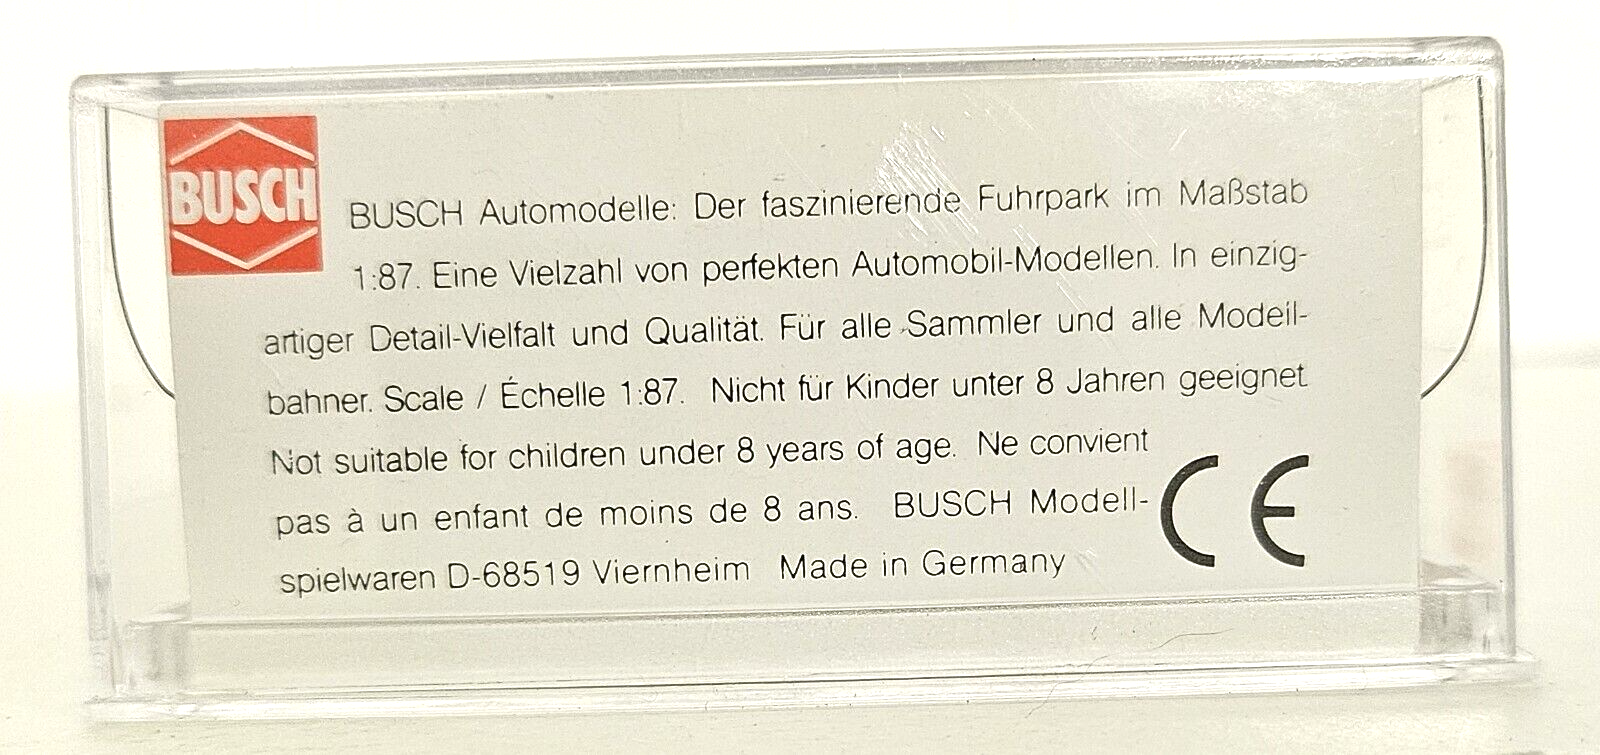 BUSCH
BUSCH Automodelle: Der faszinierende Fuhrpark im Maßstab
1:87. Eine Vielzahl von perfekten Automobil-Modellen. In einzig-
artiger Detail-Vielfalt und Qualität. Für alle Sammler und alle Modell-
bahner. Scale / Échelle 1:87. Nicht für Kinder unter 8 Jahren geeignet.
Not suitable for children under 8 years of age. Ne convient
pas à un enfant de moins de 8 ans. BUSCH Modell-
spielwaren D-68519 Viernheim Made in Germany
CE